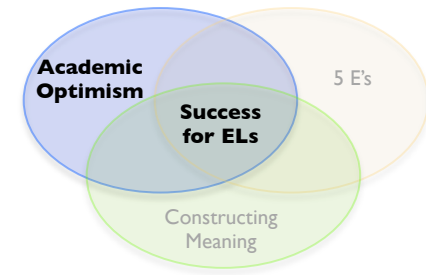 Academic
Optimism
5 E's
Success
for ELs
Constructing
Meaning